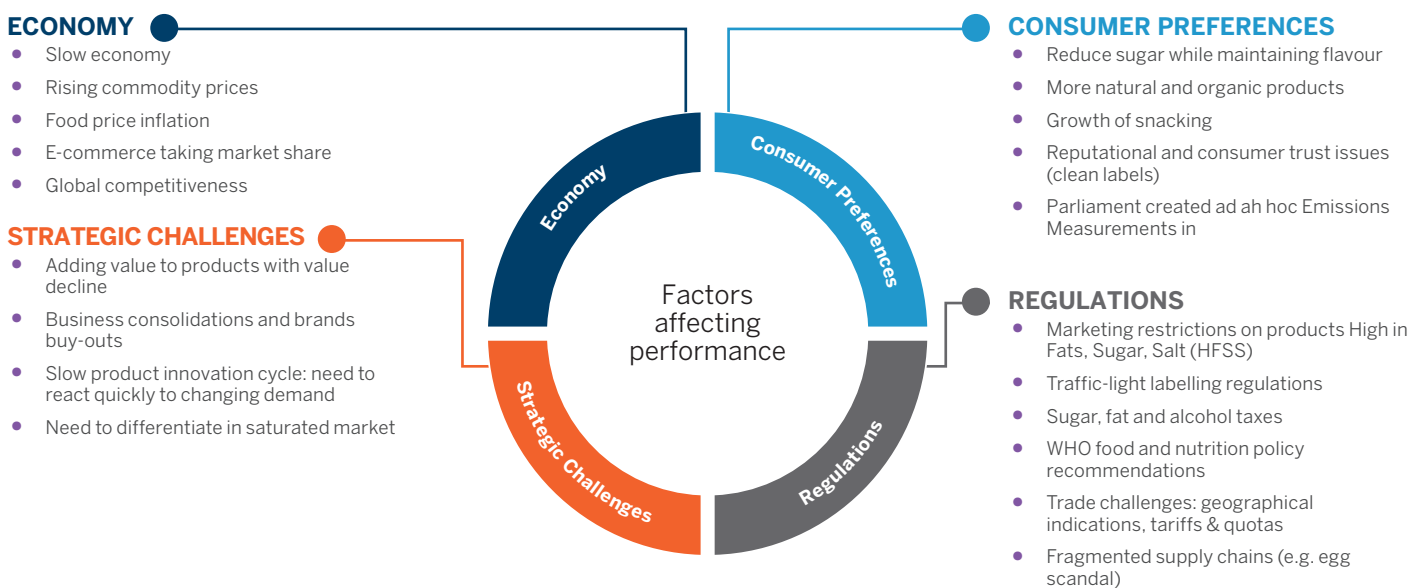 ECONOMY
Slow economy
Rising commodity prices
Food price inflation
E-commerce taking market share
Global competitiveness
STRATEGIC CHALLENGES
Adding value to products with value
decline
Business consolidations and brands
buy-outs
Slow product innovation cycle: need to
react quickly to changing demand
Need to differentiate in saturated market
Economy
Consumer Preferences
Strategic Challenges
Regulations
Factors
affecting
performance
CONSUMER PREFERENCES
Reduce sugar while maintaining flavour
More natural and organic products
Growth of snacking
Reputational and consumer trust issues
(clean labels)
Parliament created ad ah hoc Emissions
Measurements in
REGULATIONS
Marketing restrictions on products High in
Fats, Sugar, Salt (HFSS)
Traffic-light labelling regulations
Sugar, fat and alcohol taxes
WHO food and nutrition policy
recommendations
Trade challenges: geographical
indications, tariffs & quotas
Fragmented supply chains (e.g. egg
scandal)